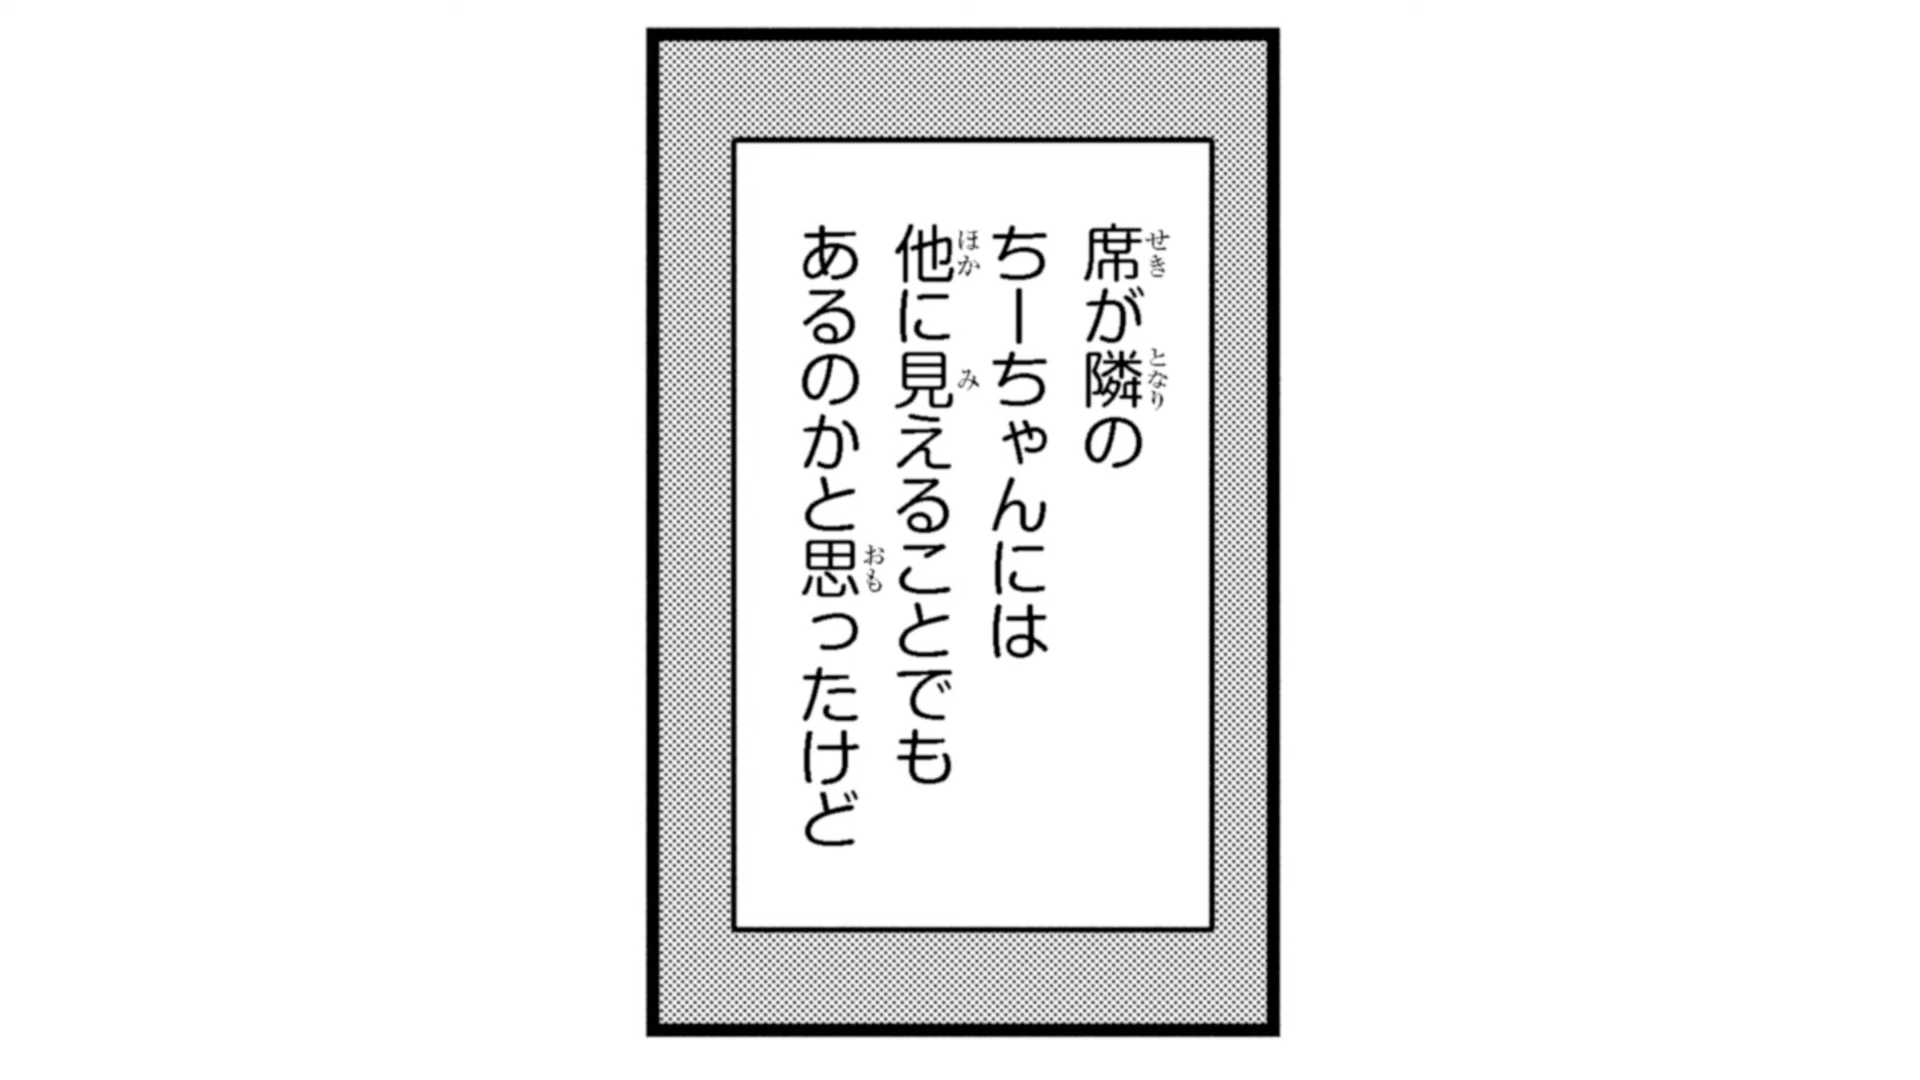 席が隣の
ちーちゃんには
他に見えることでも
あるのかと思ったけど